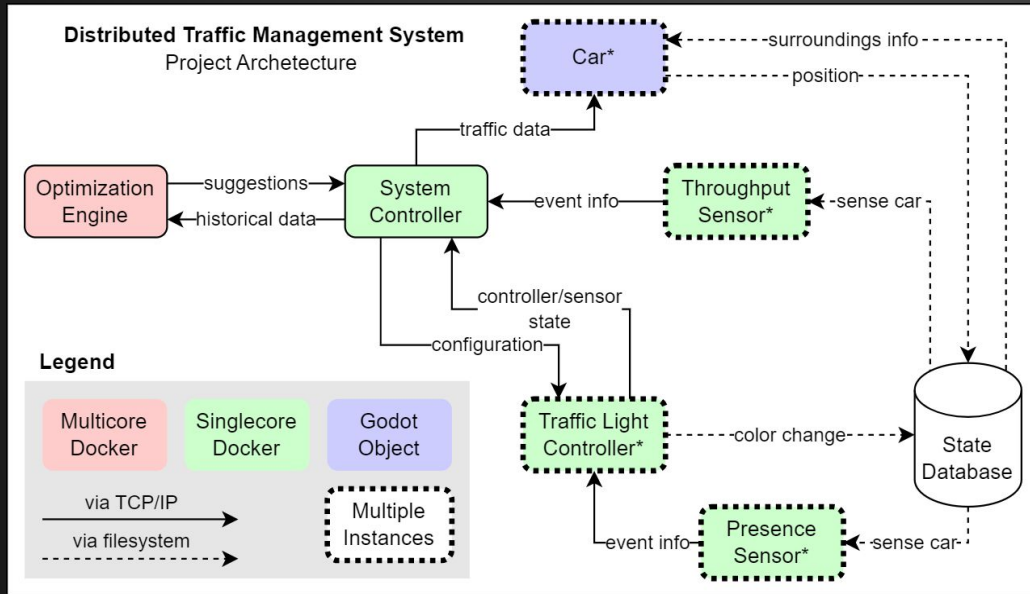 Distributed Traffic Management System
Project Archetecture
Car*
surroundings info
position
traffic data
Optimization
Engine
suggestions
historical data
System
Controller
event info
Throughput
Sensor*
sense car
controller/sensor
state
configuration
Legend
Multicore
Docker
Singlecore
Docker
Godot
Object
via TCP/IP
via filesystem
Multiple
Instances
Traffic Light
Controller*
color change
State
Database
event info
Presence
Sensor*
sense car